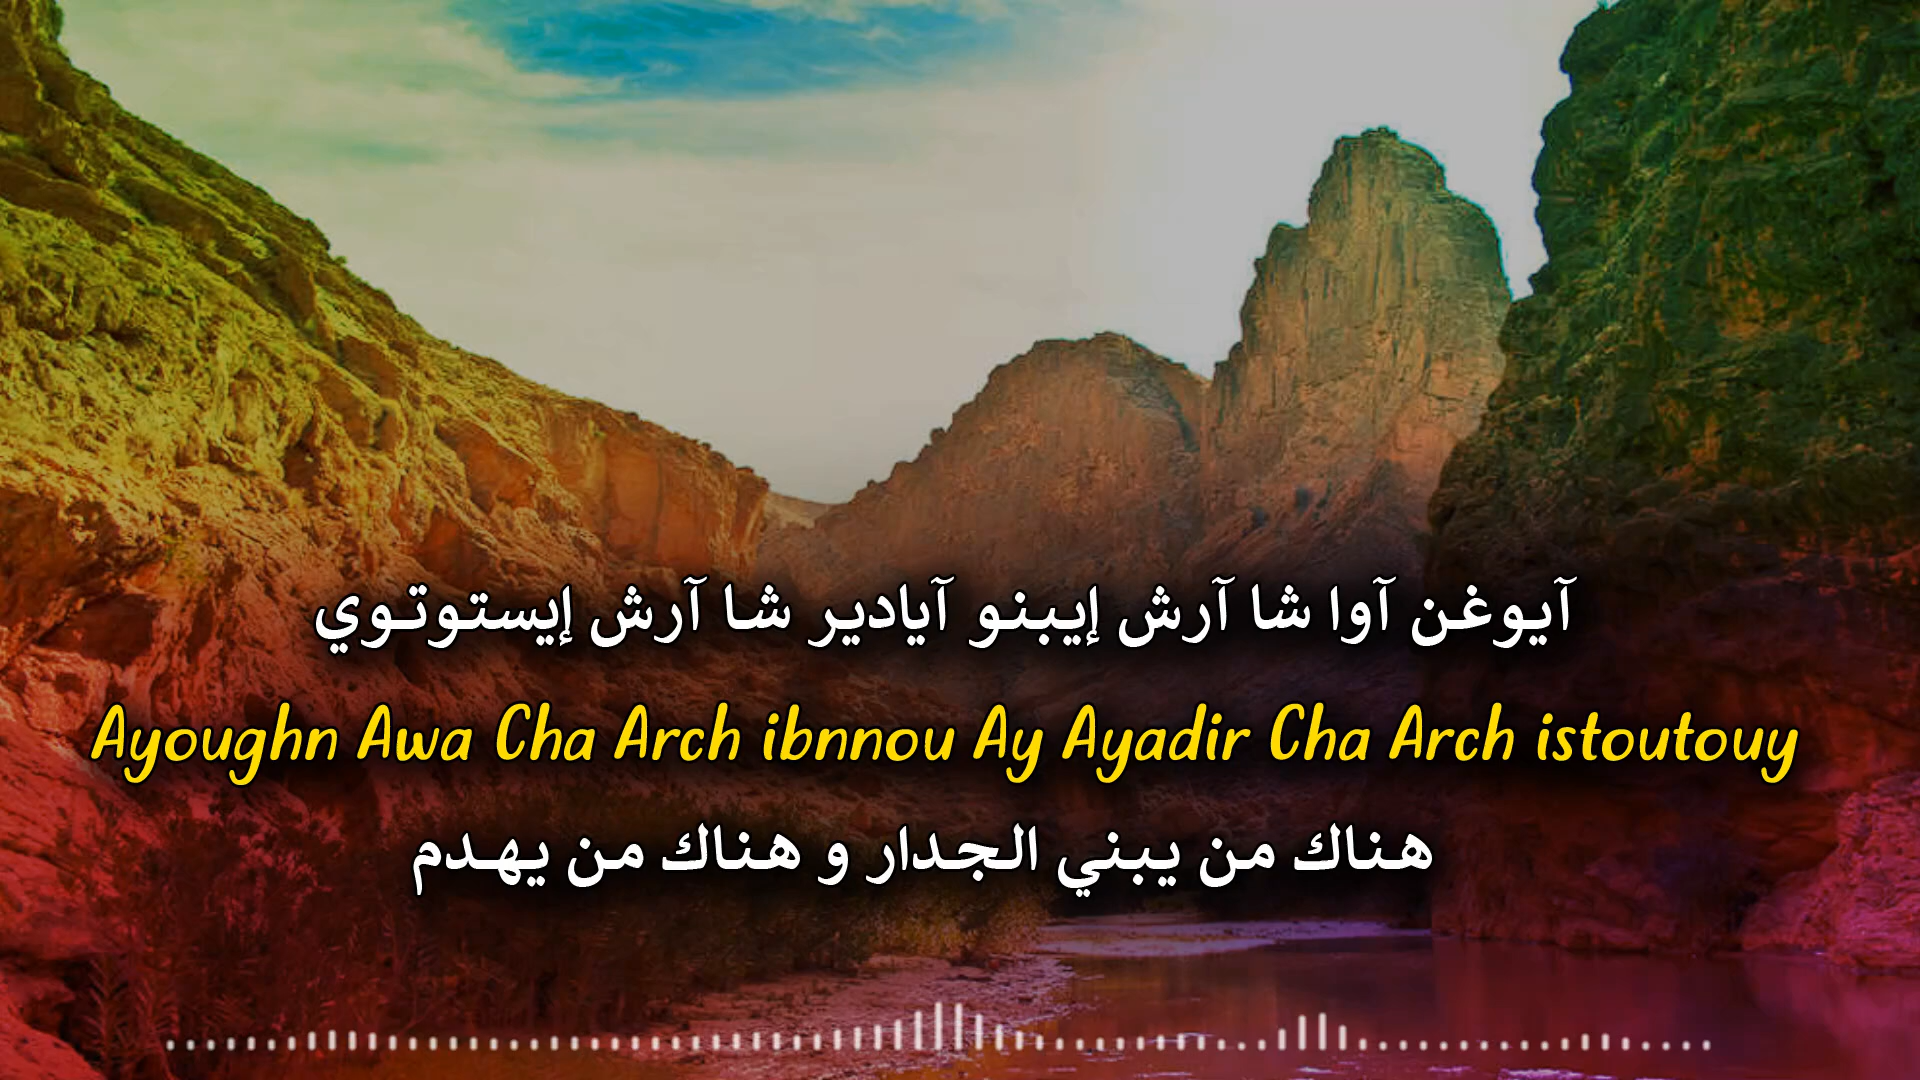 آيوغن آوا شا آرش إيبنو آيادير شا آرش إيستوتوي
Ayoughn Awa Cha Arch ibnnou Ay Ayadir Cha Arch istoutouy
هناك من يبني الجدار و هناك من يهدم